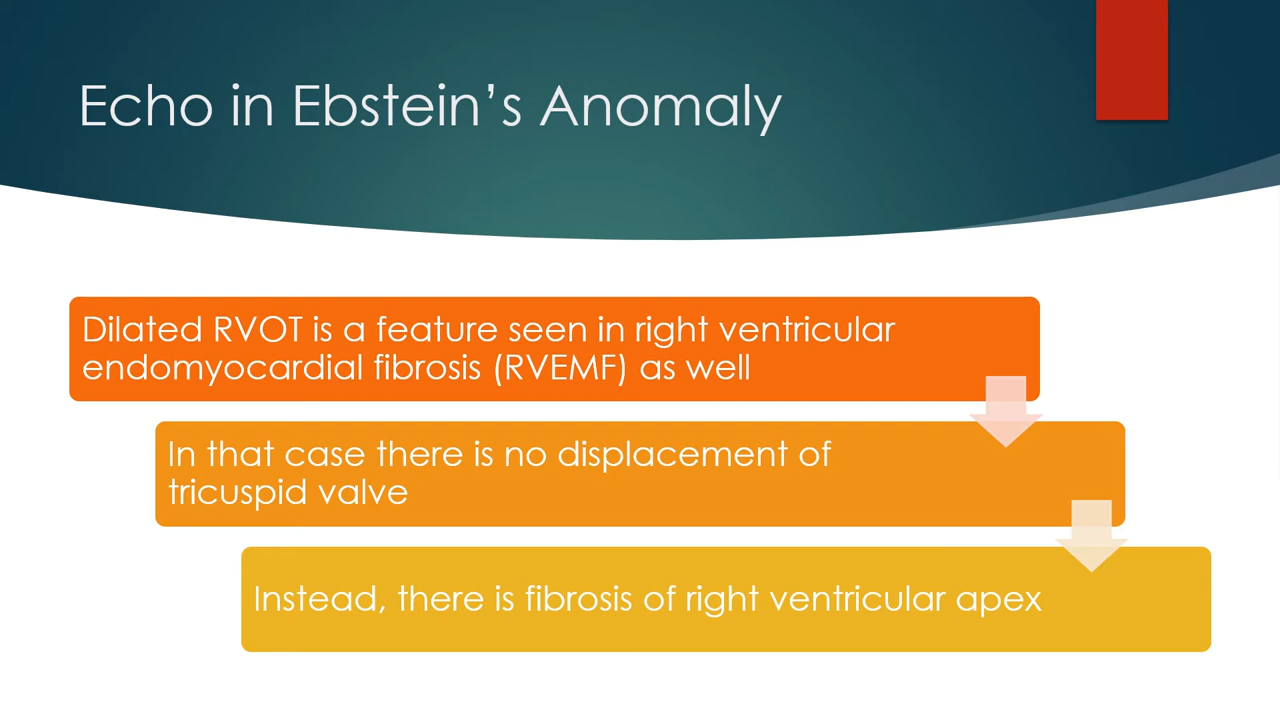 Echo in Ebstein’s Anomaly
Dilated RVOT is a feature seen in right ventricular
endomyocardial fibrosis (RVEMF) as well
In that case there is no displacement of
tricuspid valve
Instead, there is fibrosis of right ventricular apex